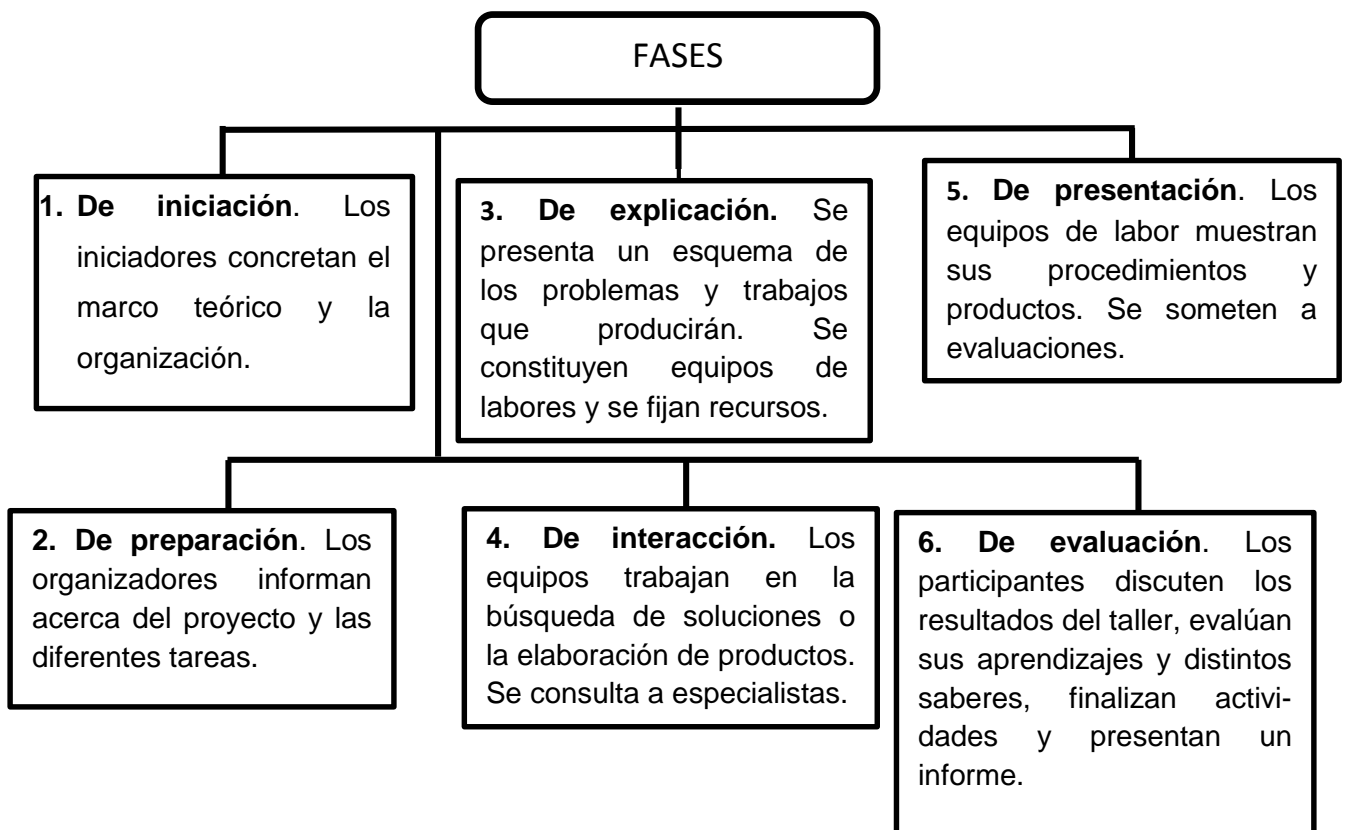 FASES
1. De iniciación. Los
iniciadores concretan el
marco teórico y la
organización.
2. De preparación. Los
organizadores informan
acerca del proyecto y las
diferentes tareas.
3. De explicación. Se
presenta un esquema de
los problemas y trabajos
que producirán. Se
constituyen equipos de
labores y se fijan recursos.
4. De interacción. Los
equipos trabajan en la
búsqueda de soluciones o
la elaboración de productos.
Se consulta a especialistas.
5. De presentación. Los
equipos de labor muestran
sus procedimientos y
productos. Se someten a
evaluaciones.
6. De evaluación. Los
participantes discuten los
resultados del taller, evalúan
sus aprendizajes y distintos
saberes, finalizan activi-
dades y presentan un
informe.